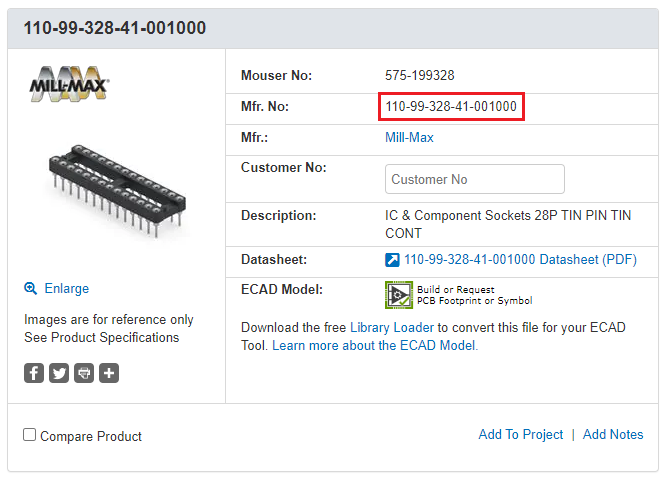 110-99-328-41-001000
MILL-MAX
Mouser No: 575-199328
Mfr. No: 110-99-328-41-001000
Mfr.: Mill-Max
Customer No: Customer No
Description: IC & Component Sockets 28P TIN PIN TIN
CONT
Datasheet: 110-99-328-41-001000 Datasheet (PDF)
ECAD Model: Build or Request
PCB Footprint or Symbol
Download the free Library Loader to convert this file for your ECAD
Tool. Learn more about the ECAD Model.
Enlarge
Images are for reference only
See Product Specifications
Compare Product
Add To Project | Add Notes